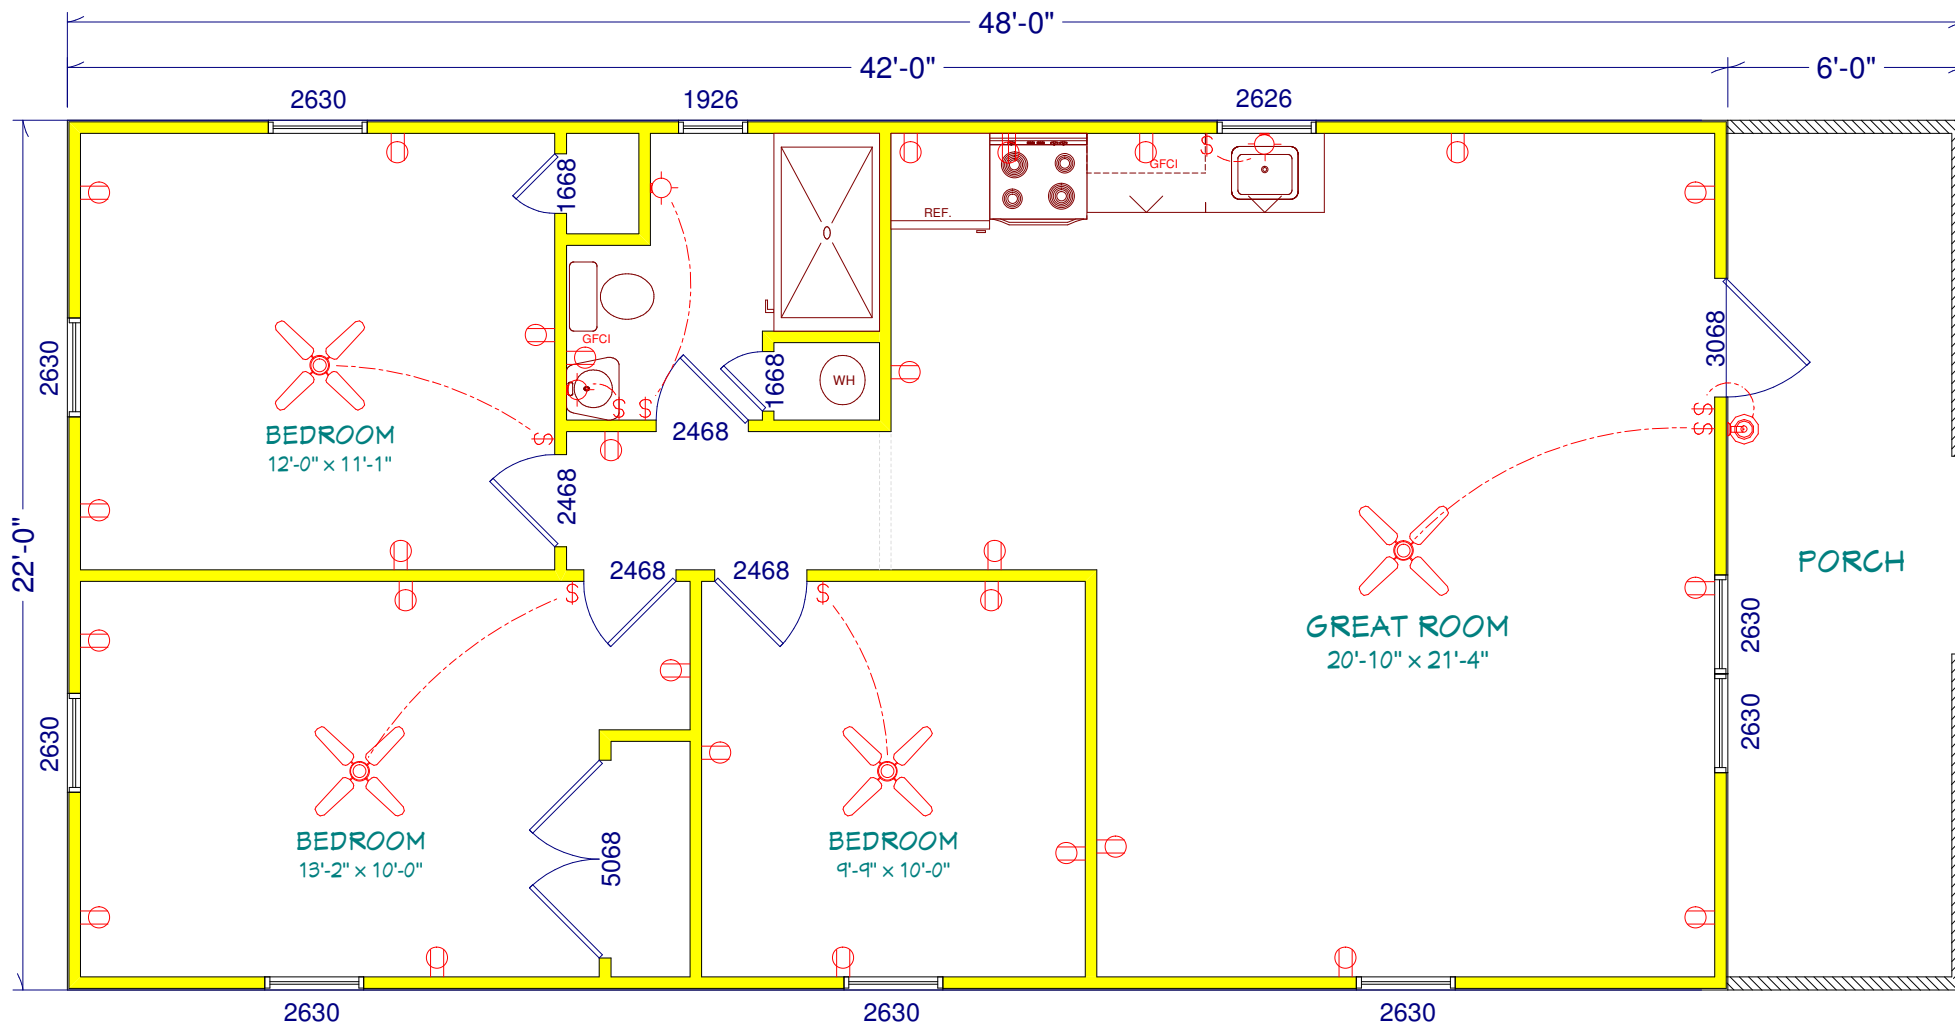 48'-0"
42'-0"
6'-0"
2630
1926
2626
1668
$
GFCI
REF.
GFCI
3068
2630
1668
WH
$
$
$
$
2468
BEDROOM
12'-0" x 11'-1"
$
2468
22'-0"
2468
2468
PORCH
$
$
GREAT ROOM
20'-10" x 21'-4"
2630
2630
2630
BEDROOM
13'-2" x 10'-0"
BEDROOM
9'-9" x 10'-0"
5068
2630
2630
2630